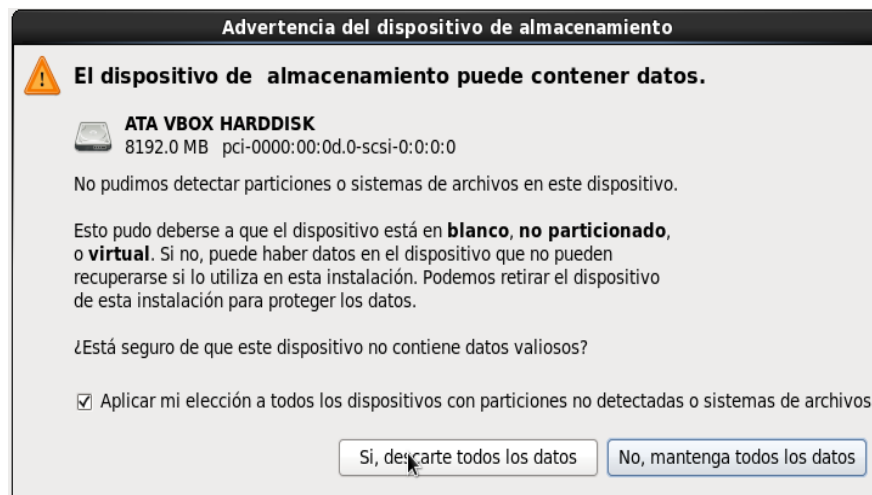 Advertencia del dispositivo de almacenamiento
El dispositivo de  almacenamiento puede contener datos.
ATA VBOX HARDDISK
8192.0 MB   pci-0000:00:0d.0-scsi-0:0:0:0
No pudimos detectar particiones o sistemas de archivos en este dispositivo.
Esto pudo deberse a que el dispositivo está en blanco, no particionado,
o virtual. Si no, puede haber datos en el dispositivo que no pueden
recuperarse si lo utiliza en esta instalación. Podemos retirar el dispositivo
de esta instalación para proteger los datos.
¿Está seguro de que este dispositivo no contiene datos valiosos?
Aplicar mi elección a todos los dispositivos con particiones no detectadas o sistemas de archivos
Si, descarte todos los datos
No, mantenga todos los datos